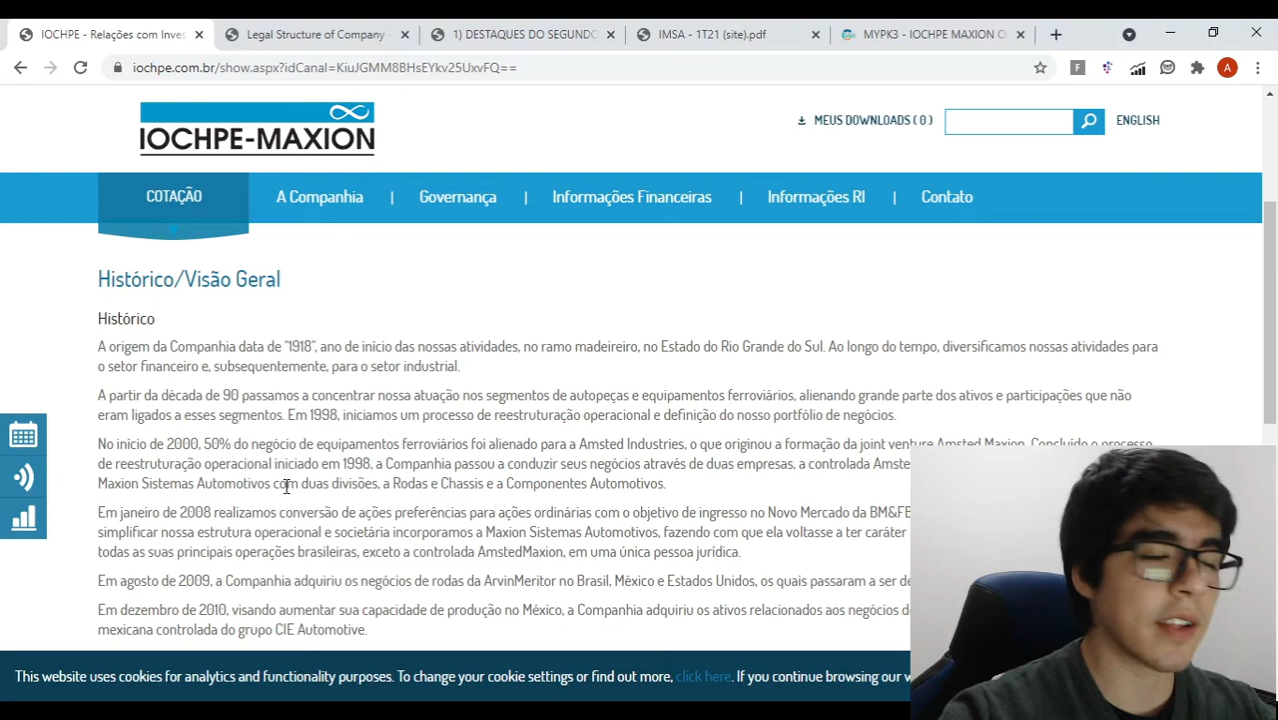 IOCHPE - Relações com Inves
Legal Structure of Company -
1) DESTAQUES DO SEGUND
IMSA - 1T21 (site).pdf
MYPK3 - IOCHPE MAXION O
iochpe.com.br/show.aspx?idCanal=KiuJGMM8BHsEYkv25UxvFQ==
A
IOCHPE-MAXION
MEUS DOWNLOADS ( 0 )
ENGLISH
COTAÇÃO
A Companhia | Governança | Informações Financeiras | Informações RI | Contato
Histórico/Visão Geral
Histórico
A origem da Companhia data de "1918", ano de início das nossas atividades, no ramo madeireiro, no Estado do Rio Grande do Sul. Ao longo do tempo, diversificamos nossas atividades para
o setor financeiro e, subsequentemente, para o setor industrial.
A partir da década de 90 passamos a concentrar nossa atuação nos segmentos de autopeças e equipamentos ferroviários, alienando grande parte dos ativos e participações que não
eram ligados a esses segmentos. Em 1998, iniciamos um processo de reestruturação operacional e definição do nosso portfólio de negócios.
No início de 2000, 50% do negócio de equipamentos ferroviários foi alienado para a Amsted Industries, o que originou a formação da joint venture Amsted Maxion. Concluído o processo
de reestruturação operacional iniciado em 1998, a Companhia passou a conduzir seus negócios através de duas empresas, a controlada Amste
Maxion Sistemas Automotivos com duas divisões, a Rodas e Chassis e a Componentes Automotivos.
Em janeiro de 2008 realizamos conversão de ações preferências para ações ordinárias com o objetivo de ingresso no Novo Mercado da BM&FB
simplificar nossa estrutura operacional e societária incorporamos a Maxion Sistemas Automotivos, fazendo com que ela voltasse a ter caráter
todas as suas principais operações brasileiras, exceto a controlada AmstedMaxion, em uma única pessoa jurídica.
Em agosto de 2009, a Companhia adquiriu os negócios de rodas da ArvinMeritor no Brasil, México e Estados Unidos, os quais passaram a ser de
Em dezembro de 2010, visando aumentar sua capacidade de produção no México, a Companhia adquiriu os ativos relacionados aos negócios de
mexicana controlada do grupo CIE Automotive.
This website uses cookies for analytics and functionality purposes. To change your cookie settings or find out more, click here. If you continue browsing our w